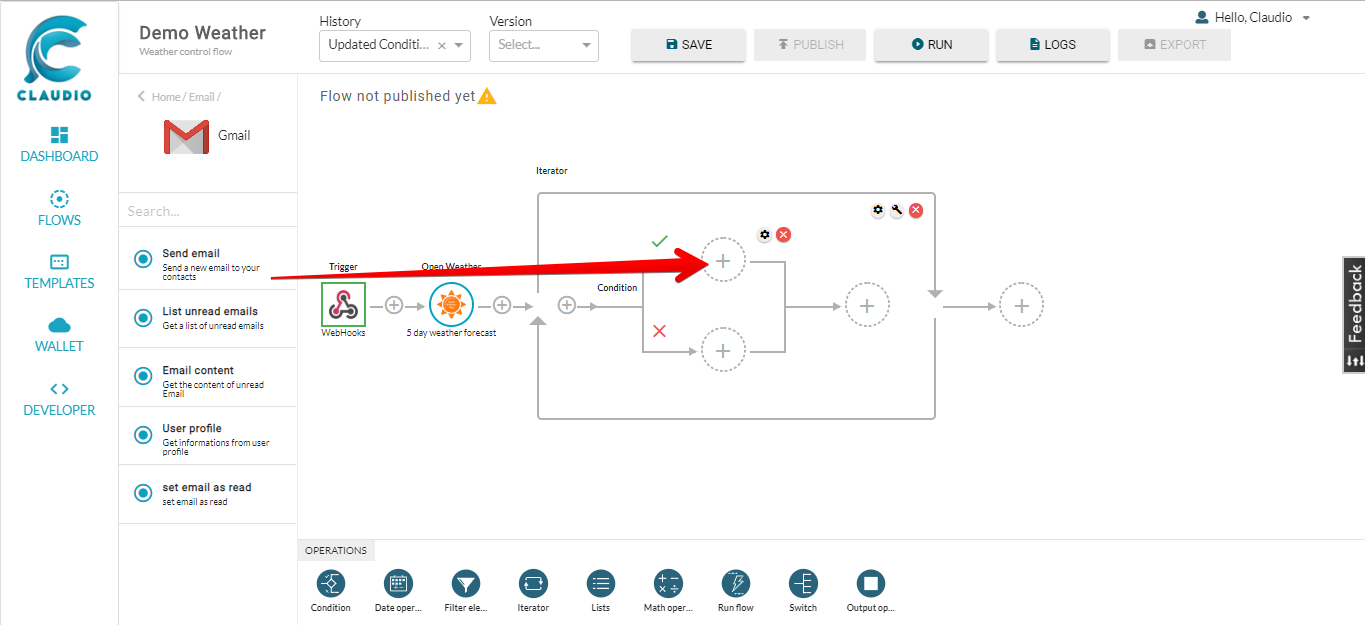 CLAUDIO
DASHBOARD
FLOWS
TEMPLATES
WALLET
DEVELOPER
Demo Weather
Weather control flow
History
Updated Conditi...
Version
Select...
SAVE
PUBLISH
RUN
LOGS
EXPORT
Hello, Claudio
Home / Email /
Gmail
Search...
Send email
Send a new email to your
contacts
List unread emails
Get a list of unread emails
Email content
Get the content of unread
Email
User profile
Get informations from user
profile
set email as read
set email as read
Flow not published yet
Iterator
Trigger
WebHooks
Open Weather
5 day weather forecast
Condition
Feedback
OPERATIONS
Condition
Date oper...
Filter ele...
Iterator
Lists
Math oper...
Run flow
Switch
Output op...